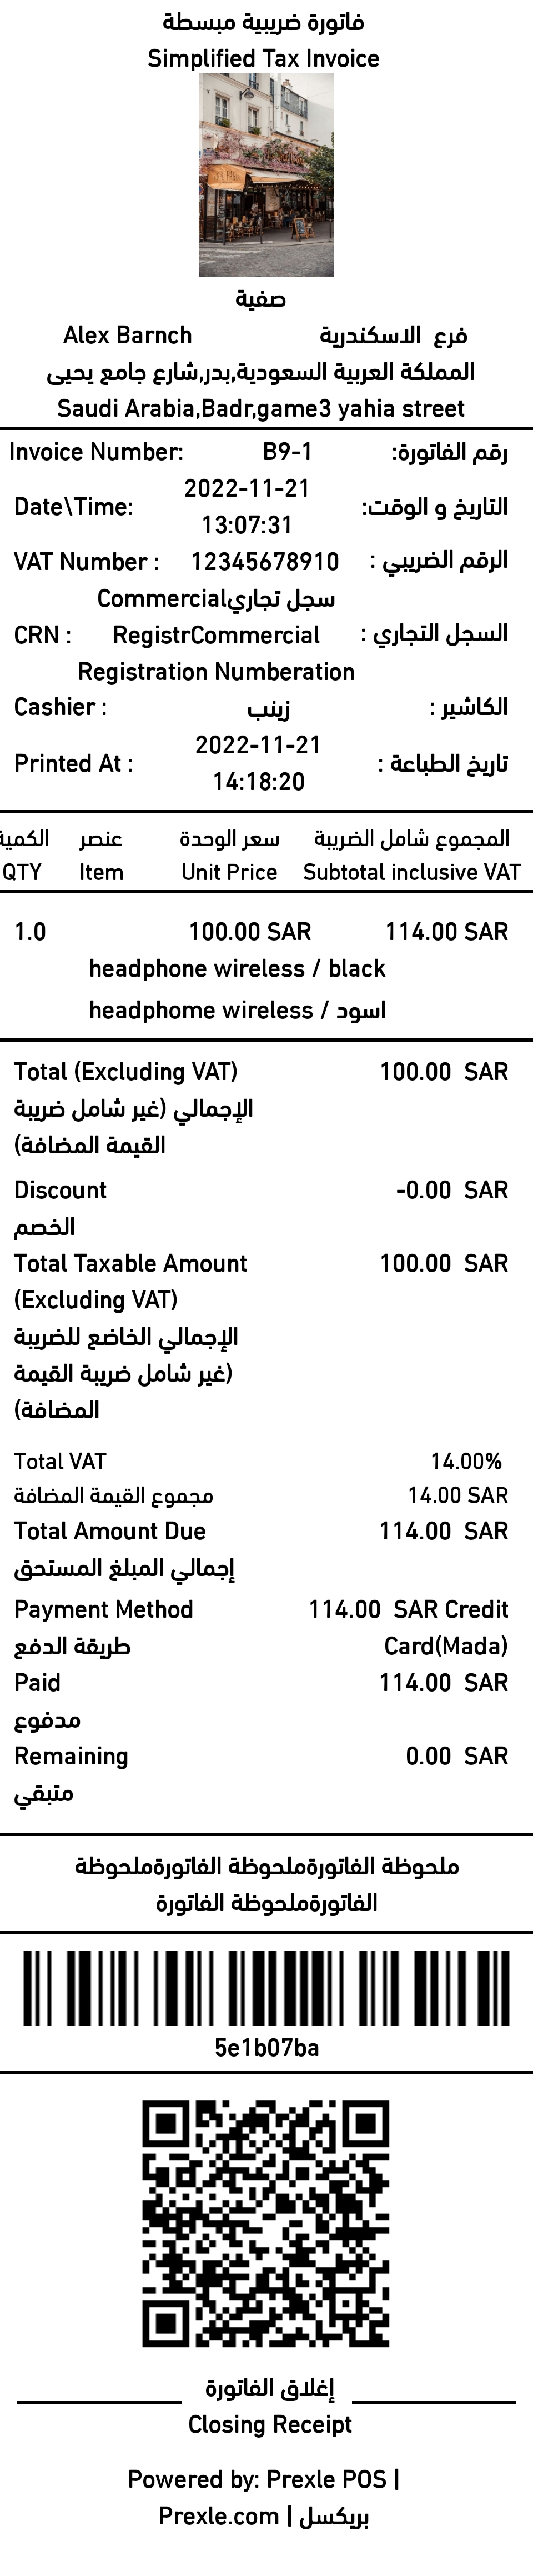 فاتورة ضريبية مبسطة
Simplified Tax Invoice
صفية
Alex Barnch فرع الاسكندرية
المملكة العربية السعودية,بدر,شارع جامع يحيى
Saudi Arabia,Badr,game3 yahia street
Invoice Number: B9-1 رقم الفاتورة:
Date\Time: 2022-11-21 13:07:31 التاريخ و الوقت:
VAT Number : 12345678910 الرقم الضريبي :
Commercialسجل تجاري
CRN : RegistrCommercial السجل التجاري :
Registration Numberation
Cashier : زينب الكاشير :
Printed At : 2022-11-21 14:18:20 تاريخ الطباعة :
الكمية عنصر سعر الوحدة المجموع شامل الضريبة
QTY Item Unit Price Subtotal inclusive VAT
1.0 100.00 SAR 114.00 SAR
headphone wireless / black
headphome wireless / اسود
Total (Excluding VAT) 100.00 SAR
الإجمالي (غير شامل ضريبة
القيمة المضافة)
Discount -0.00 SAR
الخصم
Total Taxable Amount 100.00 SAR
(Excluding VAT)
الإجمالي الخاضع للضريبة
(غير شامل ضريبة القيمة
المضافة)
Total VAT 14.00%
مجموع القيمة المضافة 14.00 SAR
Total Amount Due 114.00 SAR
إجمالي المبلغ المستحق
Payment Method 114.00 SAR Credit
طريقة الدفع Card(Mada)
Paid 114.00 SAR
مدفوع
Remaining 0.00 SAR
متبقي
ملحوظة الفاتورةملحوظة الفاتورةملحوظة
الفاتورةملحوظة الفاتورة
5e1b07ba
إغلاق الفاتورة
Closing Receipt
Powered by: Prexle POS |
Prexle.com | بريكسل